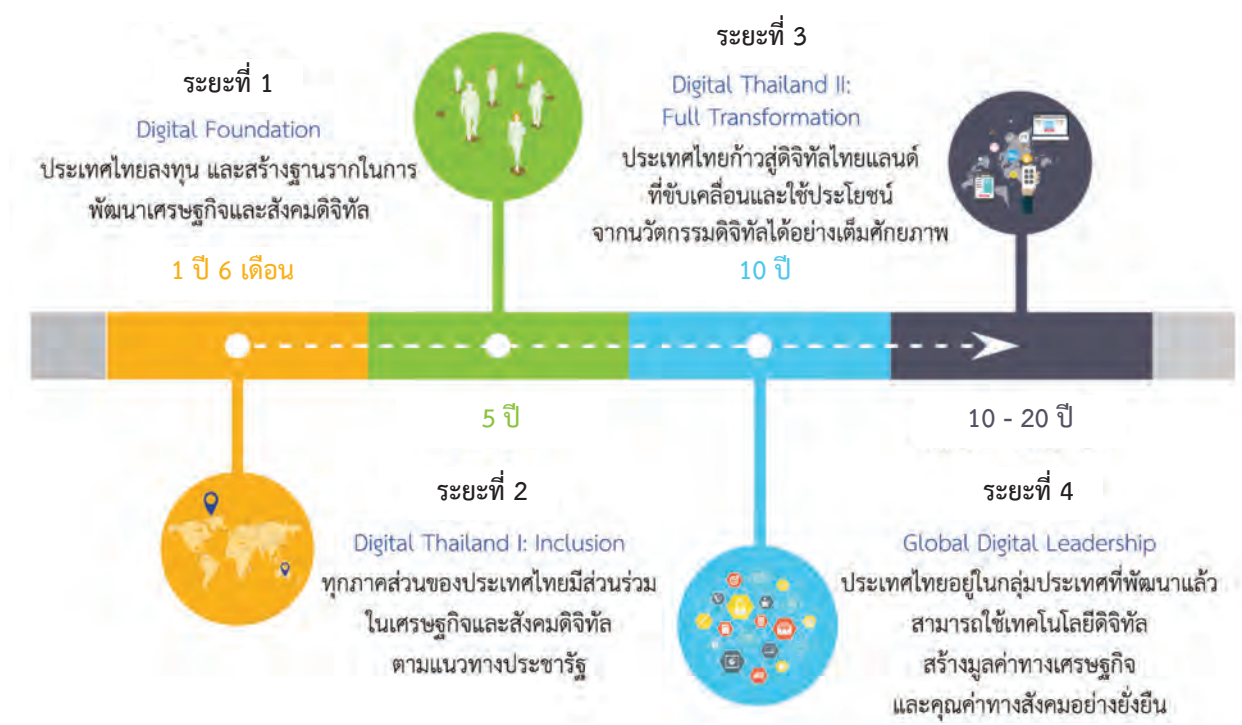 ระยะที่ 1
Digital Foundation
ประเทศไทยลงทุน และสร้างฐานรากในการ
พัฒนาเศรษฐกิจและสังคมดิจิทัล
1 ปี 6 เดือน
5 ปี
ระยะที่ 2
Digital Thailand I: Inclusion
ทุกภาคส่วนของประเทศไทยมีส่วนร่วม
ในเศรษฐกิจและสังคมดิจิทัล
ตามแนวทางประชารัฐ
ระยะที่ 3
Digital Thailand II:
Full Transformation
ประเทศไทยก้าวสู่ดิจิทัลไทยแลนด์
ที่ขับเคลื่อนและใช้ประโยชน์
จากนวัตกรรมดิจิทัลได้อย่างเต็มศักยภาพ
10 ปี
10 - 20 ปี
ระยะที่ 4
Global Digital Leadership
ประเทศไทยอยู่ในกลุ่มประเทศที่พัฒนาแล้ว
สามารถใช้เทคโนโลยีดิจิทัล
สร้างมูลค่าทางเศรษฐกิจ
และคุณค่าทางสังคมอย่างยั่งยืน